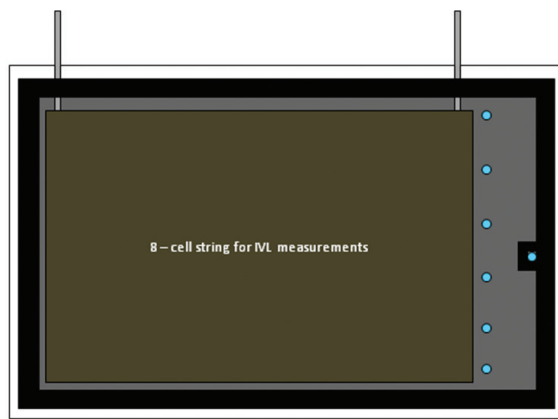 8 – cell string for IVL measurements